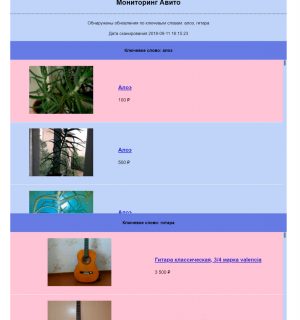 Мониторинг Авито
Обнаружены обновления по ключевым словам: алоэ, гитара
Дата сканирования 2018-09-11 18:15:23
Ключевое слово: алоэ
Алоэ
100 ₽
Алоэ
500 ₽
Алоэ
Ключевое слово: гитара
Гитара классическая, 3/4 марка valencia
3 500 ₽